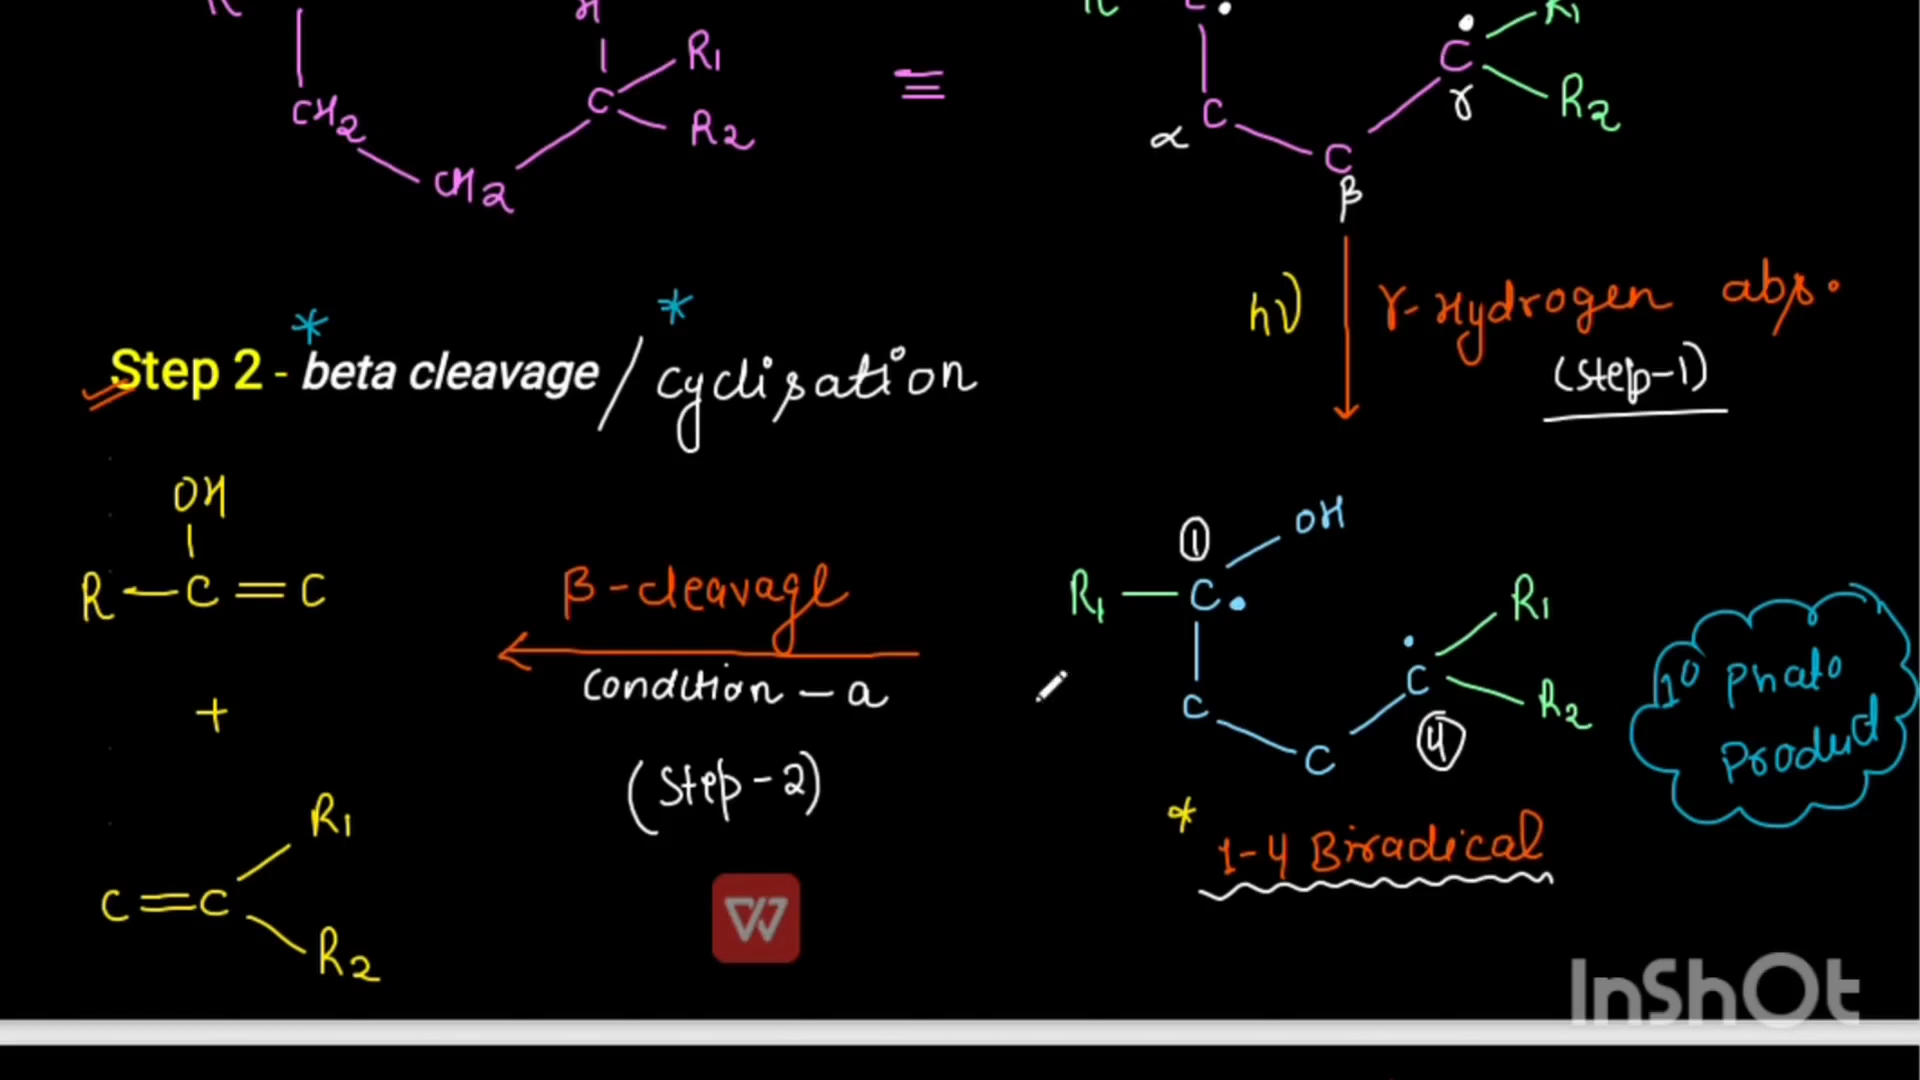 H
CH2
CH2
C
R1
R2
=
C
α
C
β
C
γ
R1
R2
hν
γ-Hydrogen abs.
(Step-1)
* *
Step 2 - beta cleavage / cyclisation
OH
R—C=C
+
C=C
R1
R2
β-cleavage
Condition - a
(Step-2)
①
OH
R1—C•
C
C
C
④
R1
R2
* 1-4 Biradical
1° Photo
Product
W
InShOt